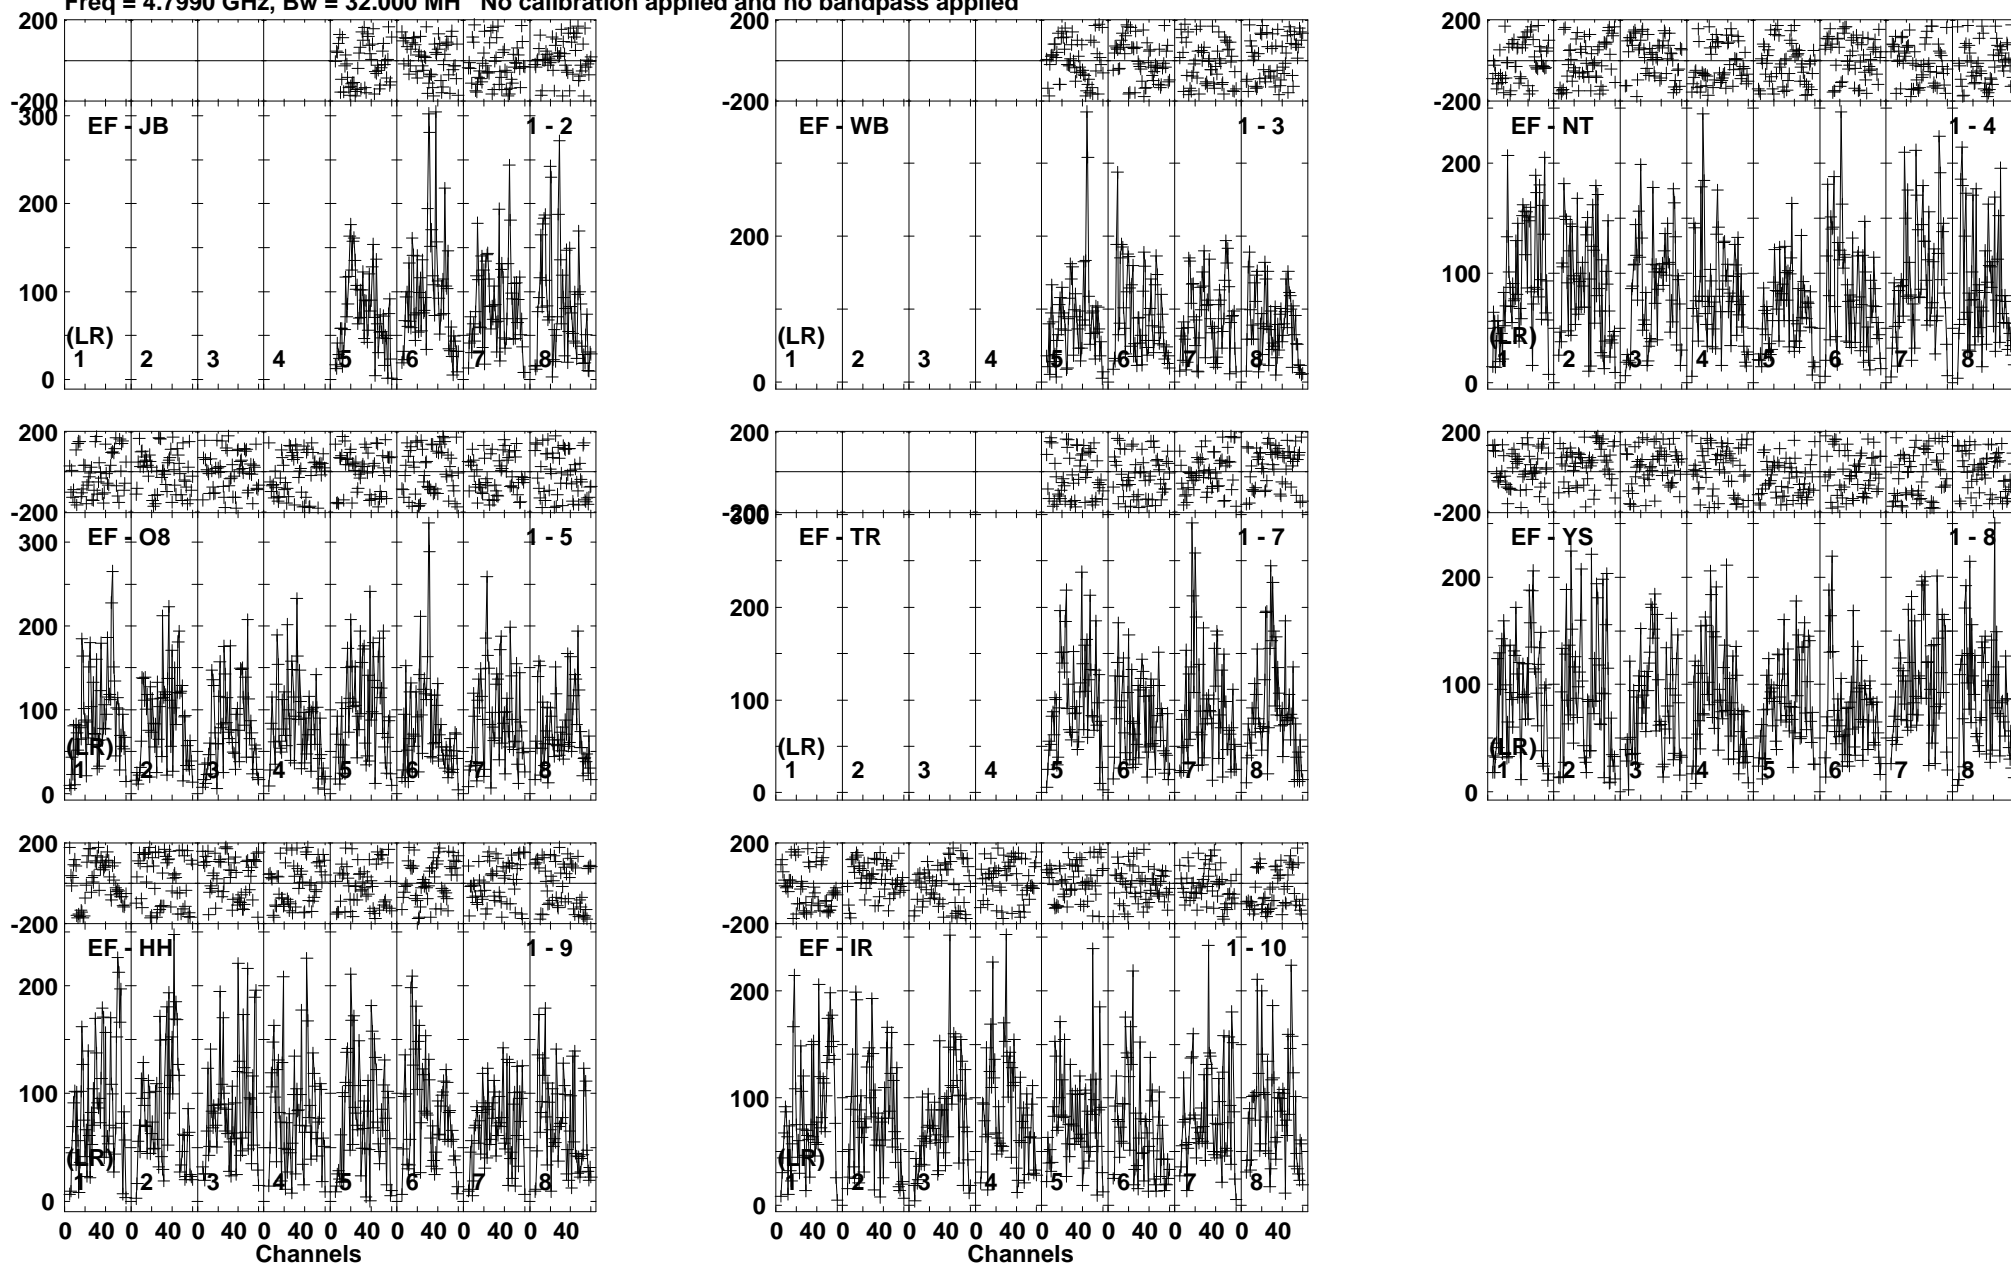 Freq = 4.7990 GHz, Bw = 32.000 MH No calibration applied and no bandpass applied
200
-200
300
200
100
0
EF - JB
1 - 2
(LR)
1 2 3 4 5 6 7 8
200
-200
200
0
EF - WB
1 - 3
(LR)
1 2 3 4 5 6 7 8
200
-200
200
100
0
EF - NT
1 - 4
(LR)
1 2 3 4 5 6 7 8
200
-200
300
200
100
0
EF - O8
1 - 5
(LR)
1 2 3 4 5 6 7 8
200
-200
300
200
100
0
EF - TR
1 - 7
(LR)
1 2 3 4 5 6 7 8
200
-200
200
100
0
EF - YS
1 - 8
(LR)
1 2 3 4 5 6 7 8
200
-200
200
100
0
EF - HH
1 - 9
(LR)
1 2 3 4 5 6 7 8
0 40 0 40 0 40 0 40 0 40 0 40 0 40 0 40
Channels
200
-200
200
100
0
EF - IR
1 - 10
(LR)
1 2 3 4 5 6 7 8
0 40 0 40 0 40 0 40 0 40 0 40 0 40 0 40
Channels